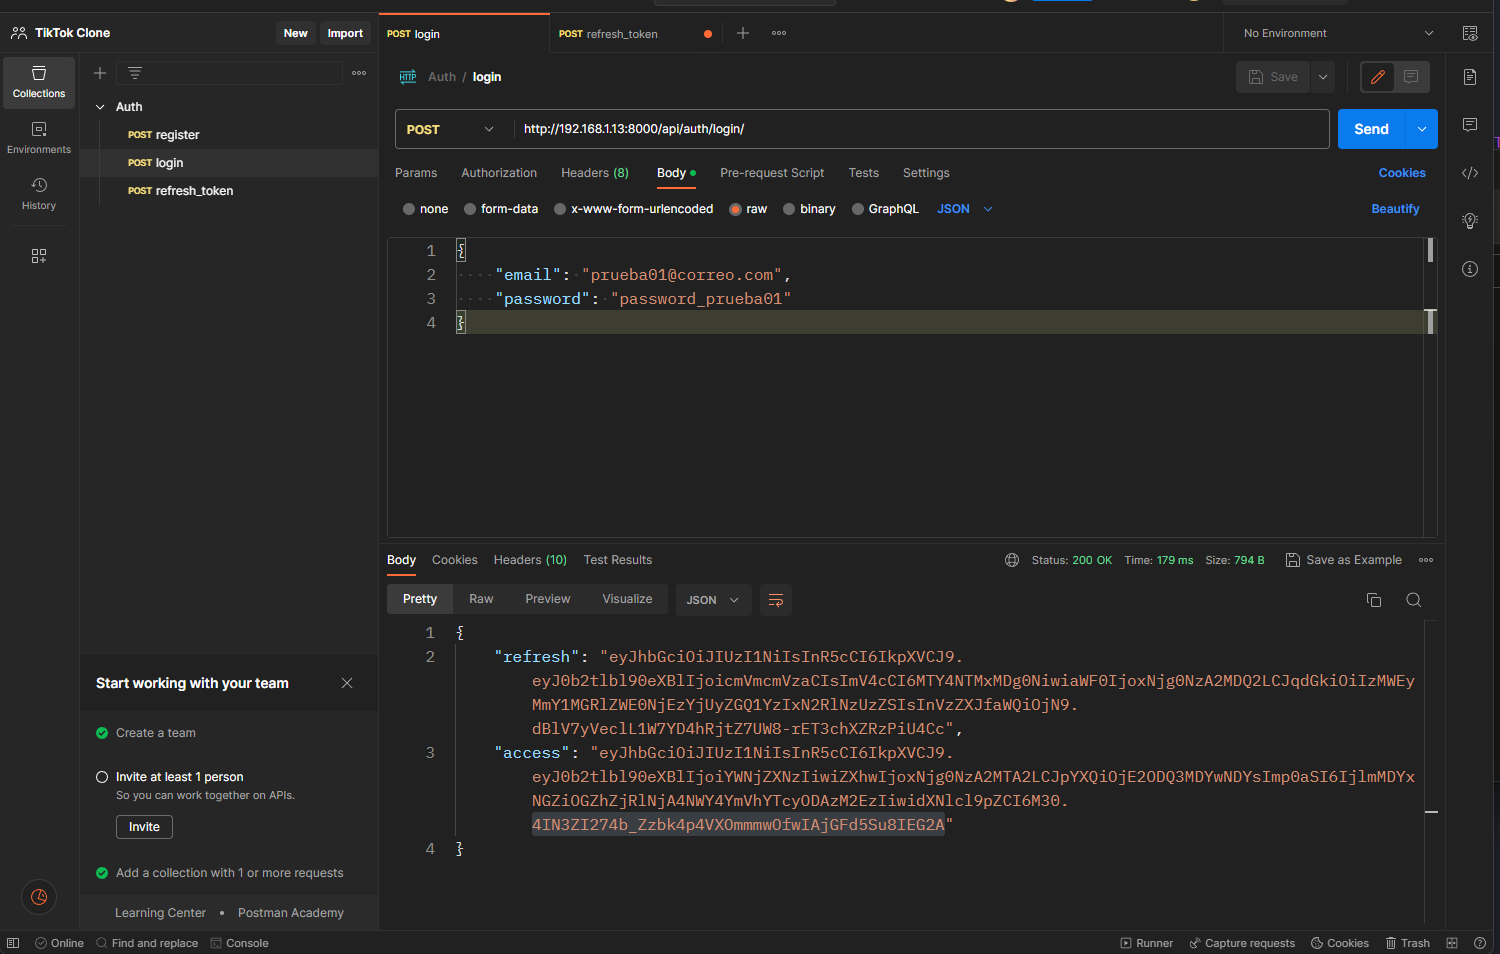 TikTok Clone
New
Import
POST login
POST refresh_token
No Environment
Collections
Environments
History
Auth
POST register
POST login
POST refresh_token
Auth / login
Save
POST
http://192.168.1.13:8000/api/auth/login/
Send
Params
Authorization
Headers (8)
Body
Pre-request Script
Tests
Settings
Cookies
none
form-data
x-www-form-urlencoded
raw
binary
GraphQL
JSON
Beautify
1 {
2 "email": "prueba01@correo.com",
3 "password": "password_prueba01"
4 }
Body
Cookies
Headers (10)
Test Results
Status: 200 OK
Time: 179 ms
Size: 794 B
Save as Example
Pretty
Raw
Preview
Visualize
JSON
1 {
2 "refresh": "eyJhbGciOiJIUzI1NiIsInR5cCI6IkpXVCJ9.
eyJ0b2tlbl90eXBlIjoicmVmcmVzaCIsImV4cCI6MTY4NTMxMDg0NiwiaWF0IjoxNjg0NzA2MDQ2LCJqdGkiOiIzMWEy
MmY1MGRlZWE0NjEzYjUyZGQ1YzIxN2RlNzUzZSIsInVzZXJfaWQiOjN9.
dBlV7yVeclL1W7YD4hRjtZ7UW8-rET3chXZRzPiU4Cc",
3 "access": "eyJhbGciOiJIUzI1NiIsInR5cCI6IkpXVCJ9.
eyJ0b2tlbl90eXBlIjoiYWNjZXNzIiwiZXhwIjoxNjg0NzA2MTA2LCJpYXQiOjE2ODQ3MDYwNDYsImp0aSI6IjlmMDYx
NGZiOGZhZjRlNjA4NWY4YmVhYTcyODAzM2EzIiwidXNlcl9pZCI6M30.
4IN3ZI274b_Zzbk4p4VXOmmmwOfwIAjGFd5Su8IEG2A"
4 }
Start working with your team
Create a team
Invite at least 1 person
So you can work together on APIs.
Invite
Add a collection with 1 or more requests
Learning Center • Postman Academy
Online
Find and replace
Console
Runner
Capture requests
Cookies
Trash